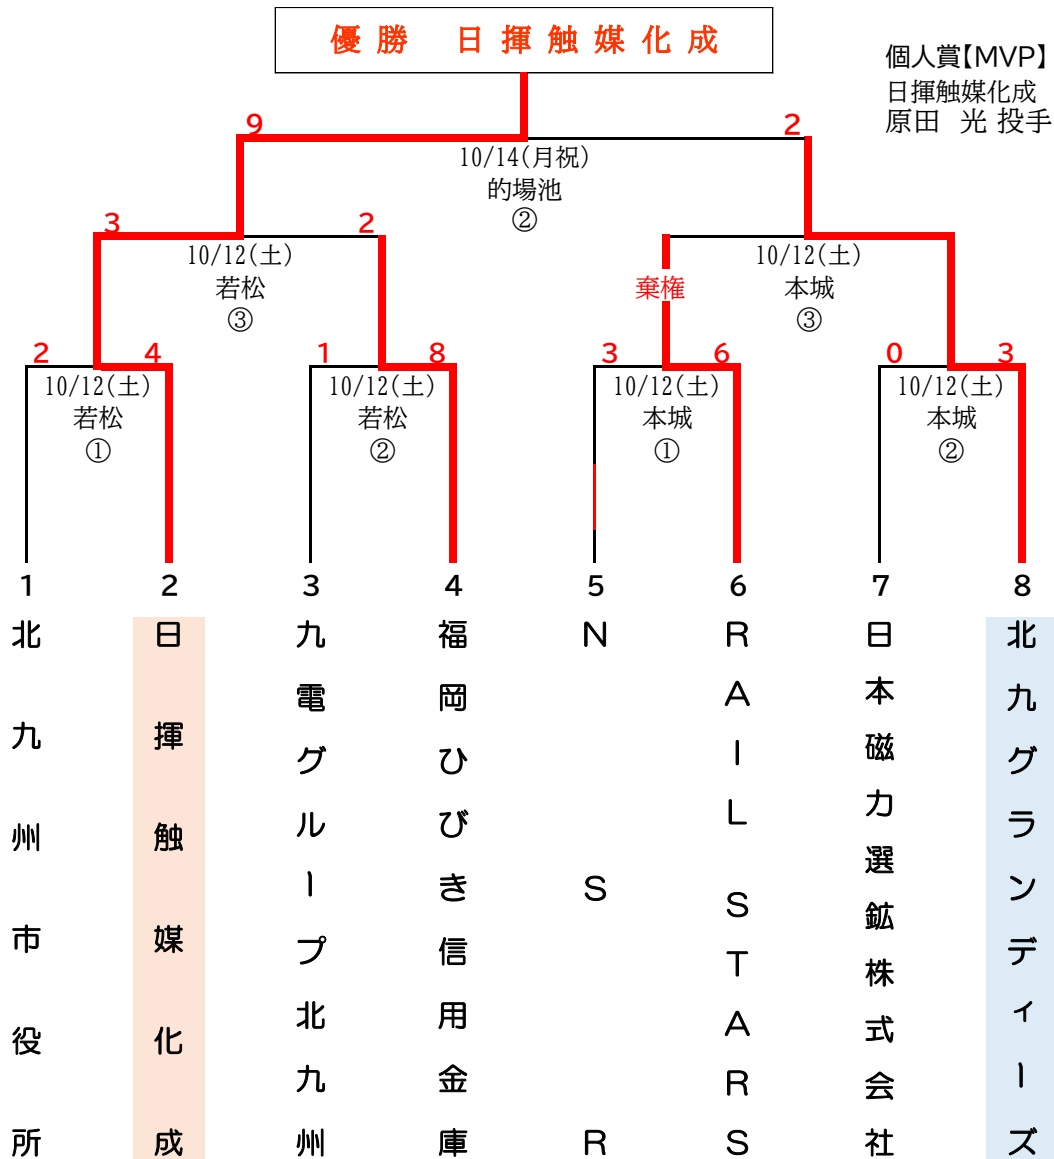 優勝 日揮触媒化成
個人賞【MVP】
日揮触媒化成
原田 光 投手
9
2
10/14(月祝)
的場池
②
3
2
10/12(土)
若松
③
棄権
10/12(土)
本城
③
2
4
10/12(土)
若松
①
1
8
10/12(土)
若松
②
3
6
10/12(土)
本城
①
0
3
10/12(土)
本城
②
1
2
3
4
5
6
7
8
北九州市役所
日揮触媒化成
九電グループ北九州
福岡ひびき信用金庫
NSR
RAIL STARS
日本磁力選鉱株式会社
北九グランディーズ